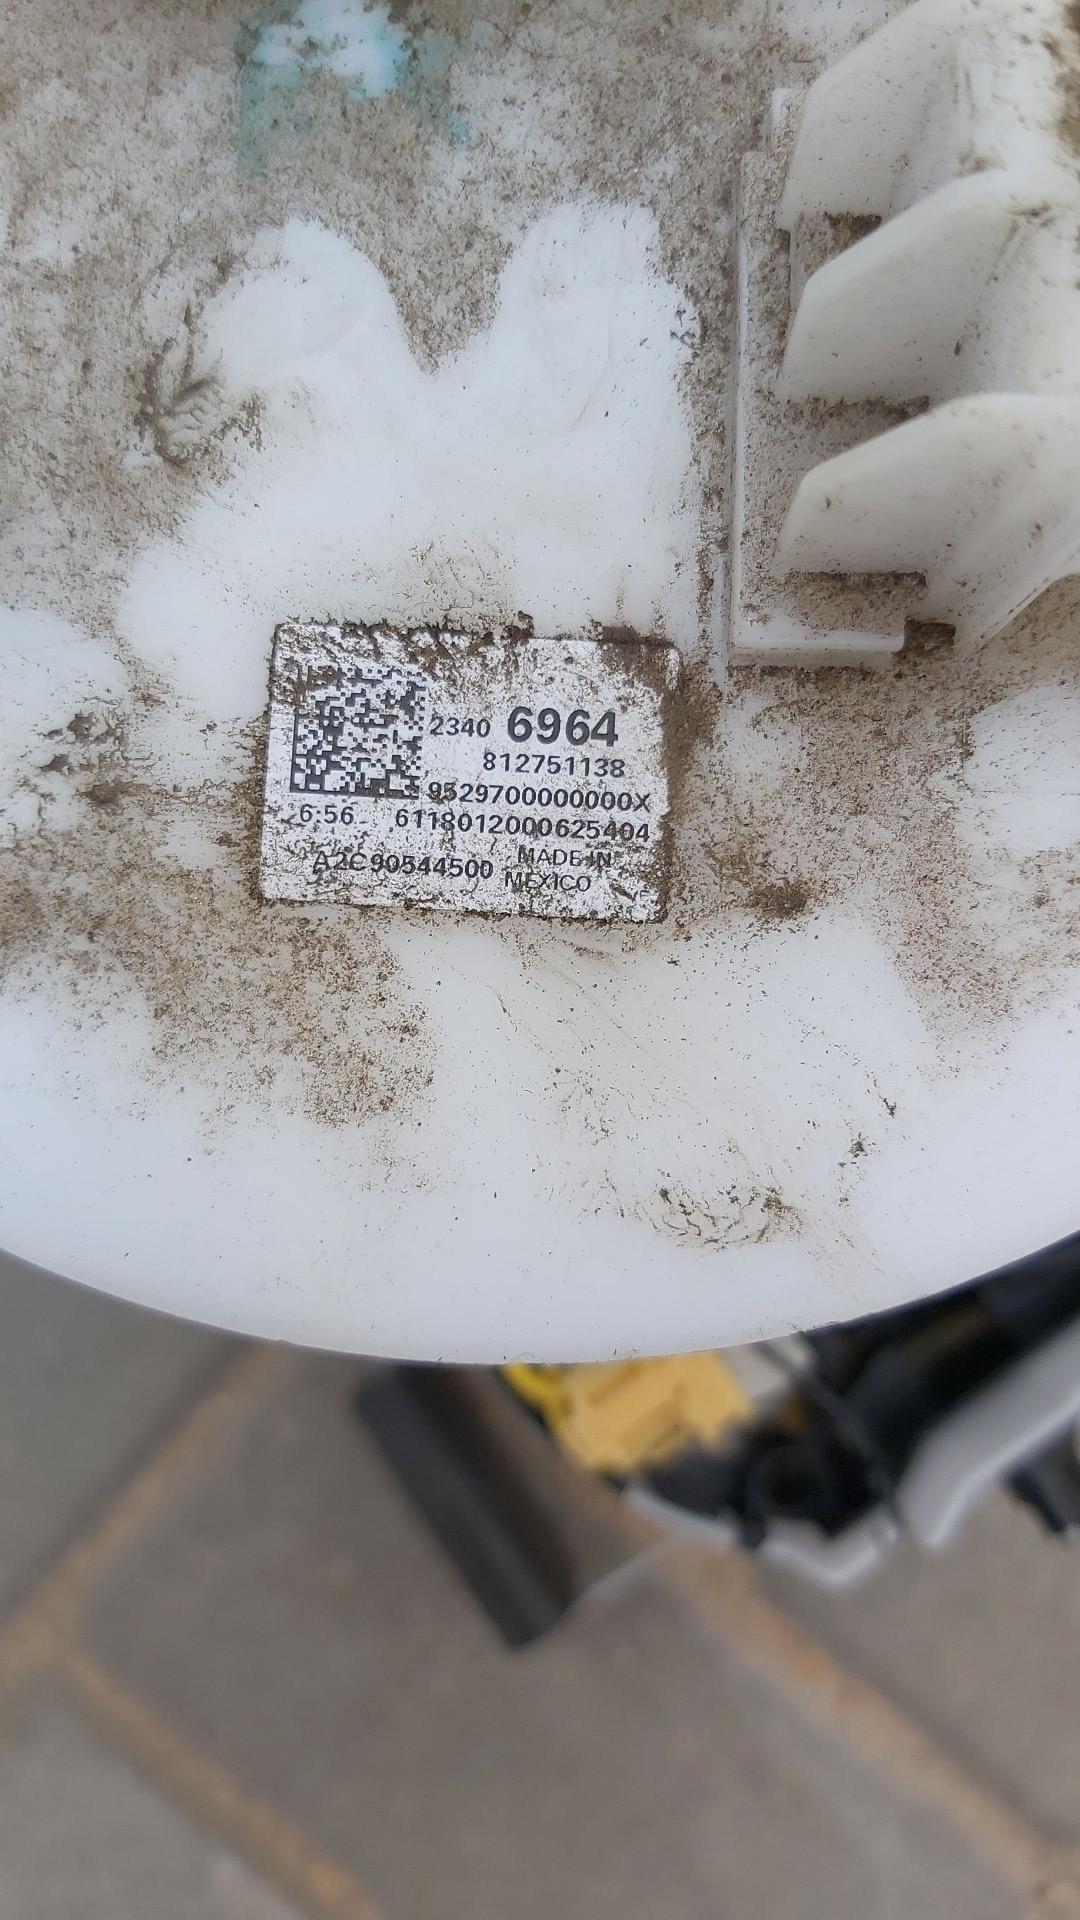 2340 6964
812751138
9529700000000X
6:56 6118012000625404
A2C90544500 MADE IN
MEXICO